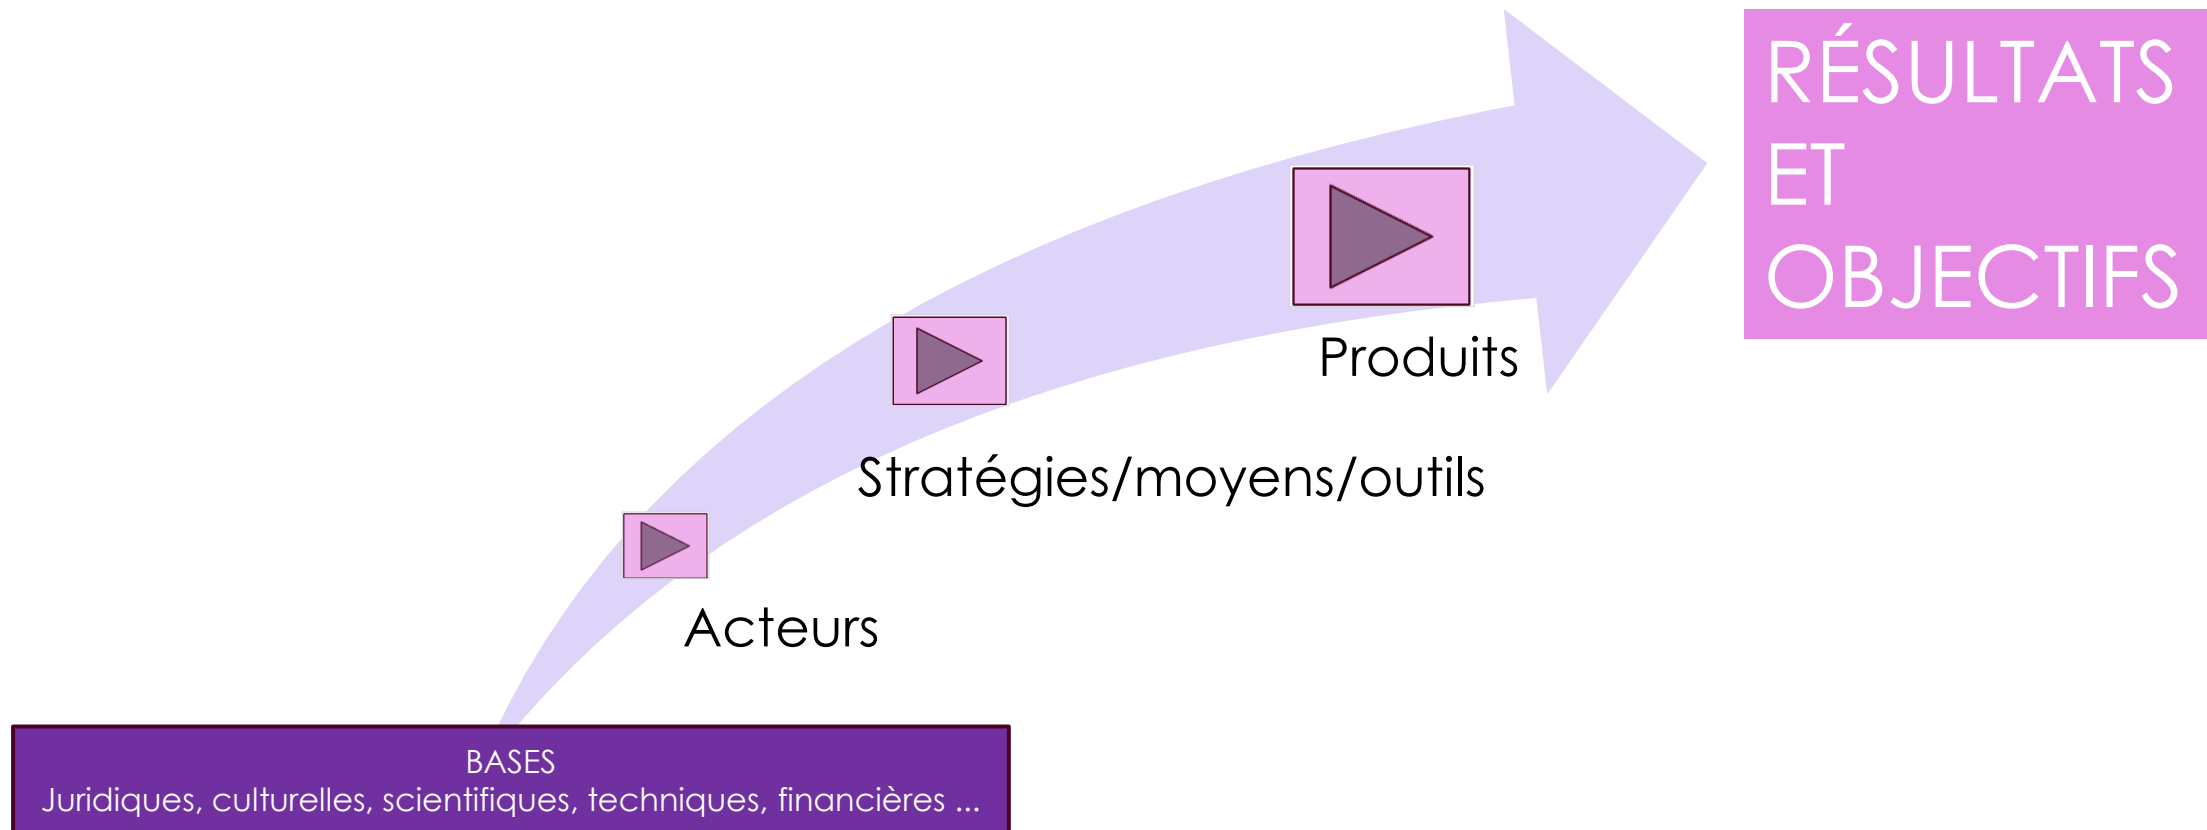 RÉSULTATS
ET
OBJECTIFS
Produits
Stratégies/moyens/outils
Acteurs
BASES
Juridiques, culturelles, scientifiques, techniques, financières ...